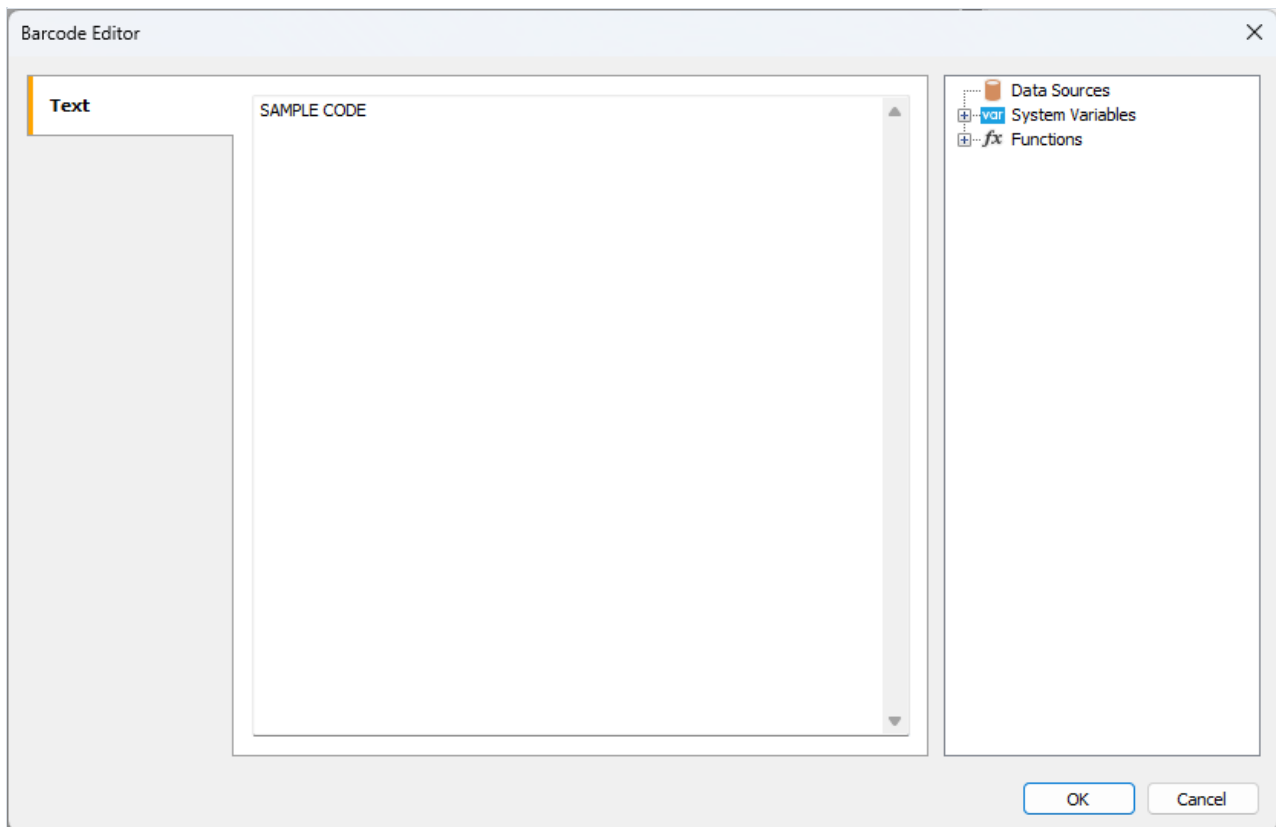 Barcode Editor
Text
SAMPLE CODE
Data Sources
var System Variables
fx Functions
OK
Cancel